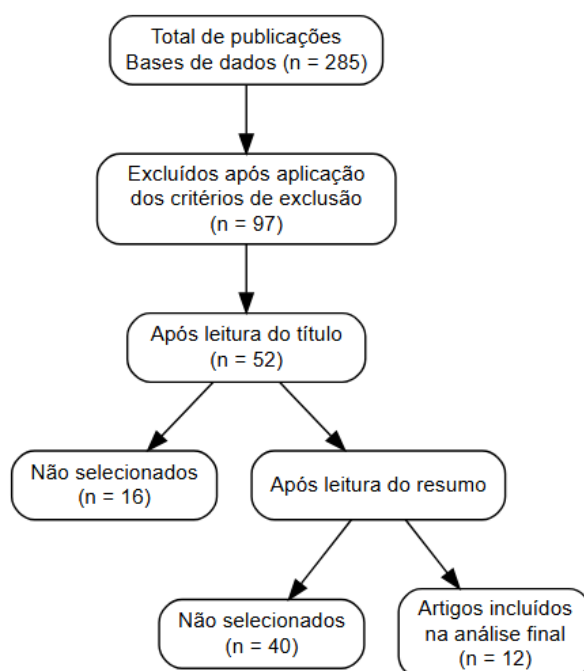 Total de publicações
Bases de dados (n = 285)
Excluídos após aplicação
dos critérios de exclusão
(n = 97)
Após leitura do título
(n = 52)
Não selecionados
(n = 16)
Após leitura do resumo
Não selecionados
(n = 40)
Artigos incluídos
na análise final
(n = 12)